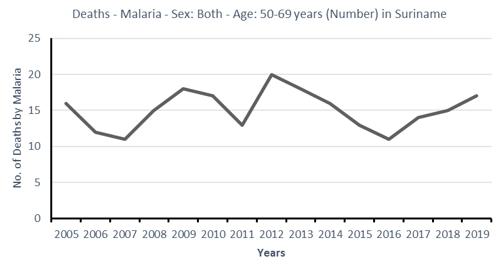 Deaths - Malaria - Sex: Both - Age: 50-69 years (Number) in Suriname
25
20
15
10
5
0
No. of Deaths by Malaria
2005 2006 2007 2008 2009 2010 2011 2012 2013 2014 2015 2016 2017 2018 2019
Years